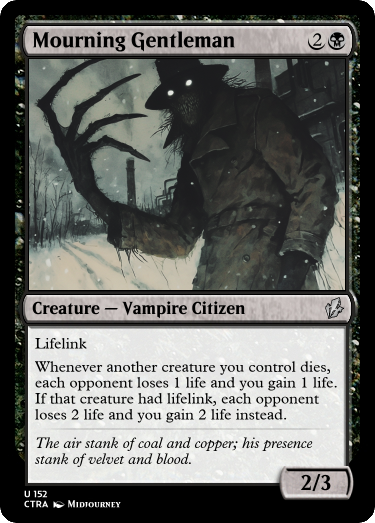 Mourning Gentleman 2
Creature — Vampire Citizen
Lifelink
Whenever another creature you control dies,
each opponent loses 1 life and you gain 1 life.
If that creature had lifelink, each opponent
loses 2 life and you gain 2 life instead.
The air stank of coal and copper; his presence
stank of velvet and blood.
2/3
U 152
CTRA Midjourney